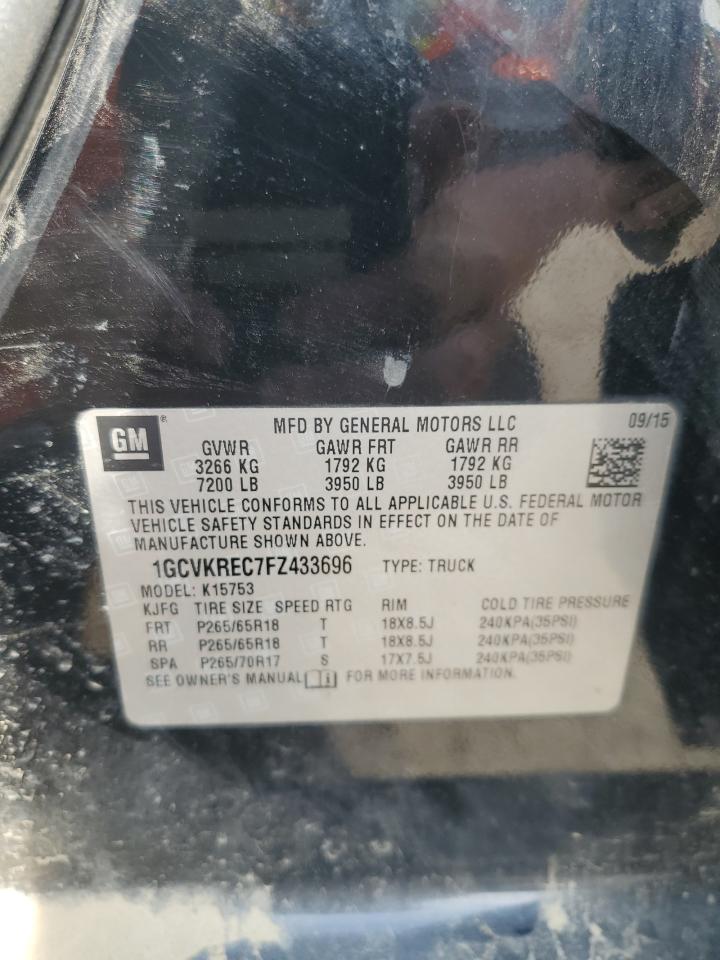 GM ®
MFD BY GENERAL MOTORS LLC 09/15
GVWR GAWR FRT GAWR RR
3266 KG 1792 KG 1792 KG
7200 LB 3950 LB 3950 LB
THIS VEHICLE CONFORMS TO ALL APPLICABLE U.S. FEDERAL MOTOR
VEHICLE SAFETY STANDARDS IN EFFECT ON THE DATE OF
MANUFACTURE SHOWN ABOVE.
1GCVKREC7FZ433696 TYPE: TRUCK
MODEL: K15753
KJFG TIRE SIZE SPEED RTG RIM COLD TIRE PRESSURE
FRT P265/65R18 T 18X8.5J 240KPA(35PSI)
RR P265/65R18 T 18X8.5J 240KPA(35PSI)
SPA P265/70R17 S 17X7.5J 240KPA(35PSI)
SEE OWNER'S MANUAL FOR MORE INFORMATION.